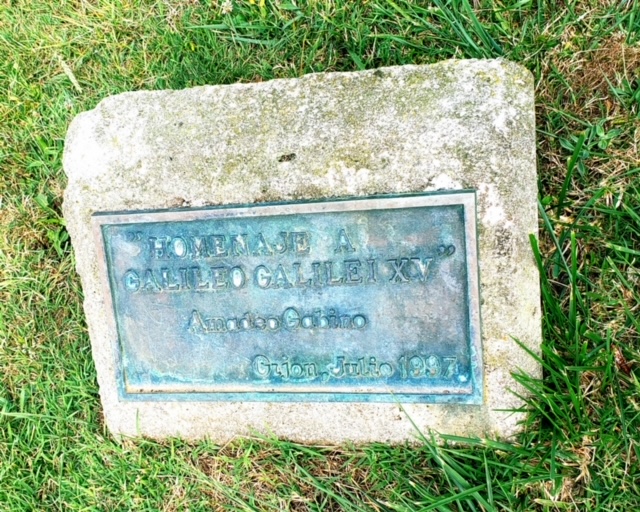 "HOMENAJE A
GALILEO GALILEI XV"
Amadeo Gabino
Gijon, Julio 1997.